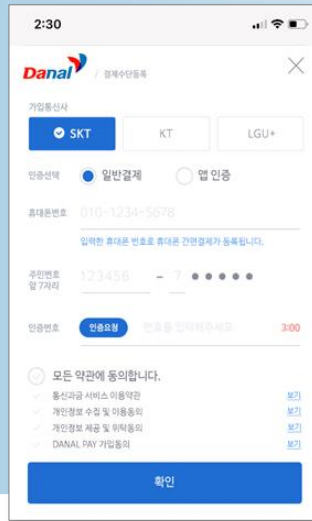 2:30
Danal / 결제수단등록
가입통신사
SKT KT LGU+
인증선택 일반결제 앱 인증
휴대폰번호 010-1234-5678
입력한 휴대폰 번호로 휴대폰 간편결제가 등록됩니다.
주민번호 123456 - 7 ●●●●●
앞 7자리
인증번호 인증요청 번호를 입력해주세요 3:00
모든 약관에 동의합니다.
통신과금 서비스 이용약관 보기
개인정보 수집 및 이용동의 보기
개인정보 제공 및 위탁동의 보기
DANAL PAY 가입동의 보기
확인